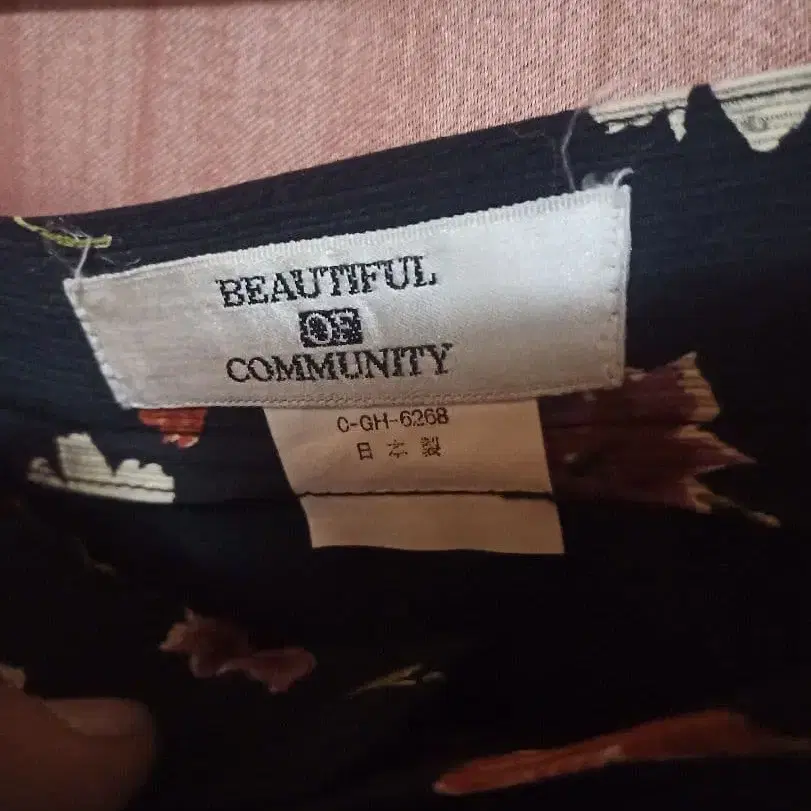 BEAUTIFUL
OF
COMMUNITY
C-GH-6268
日本製